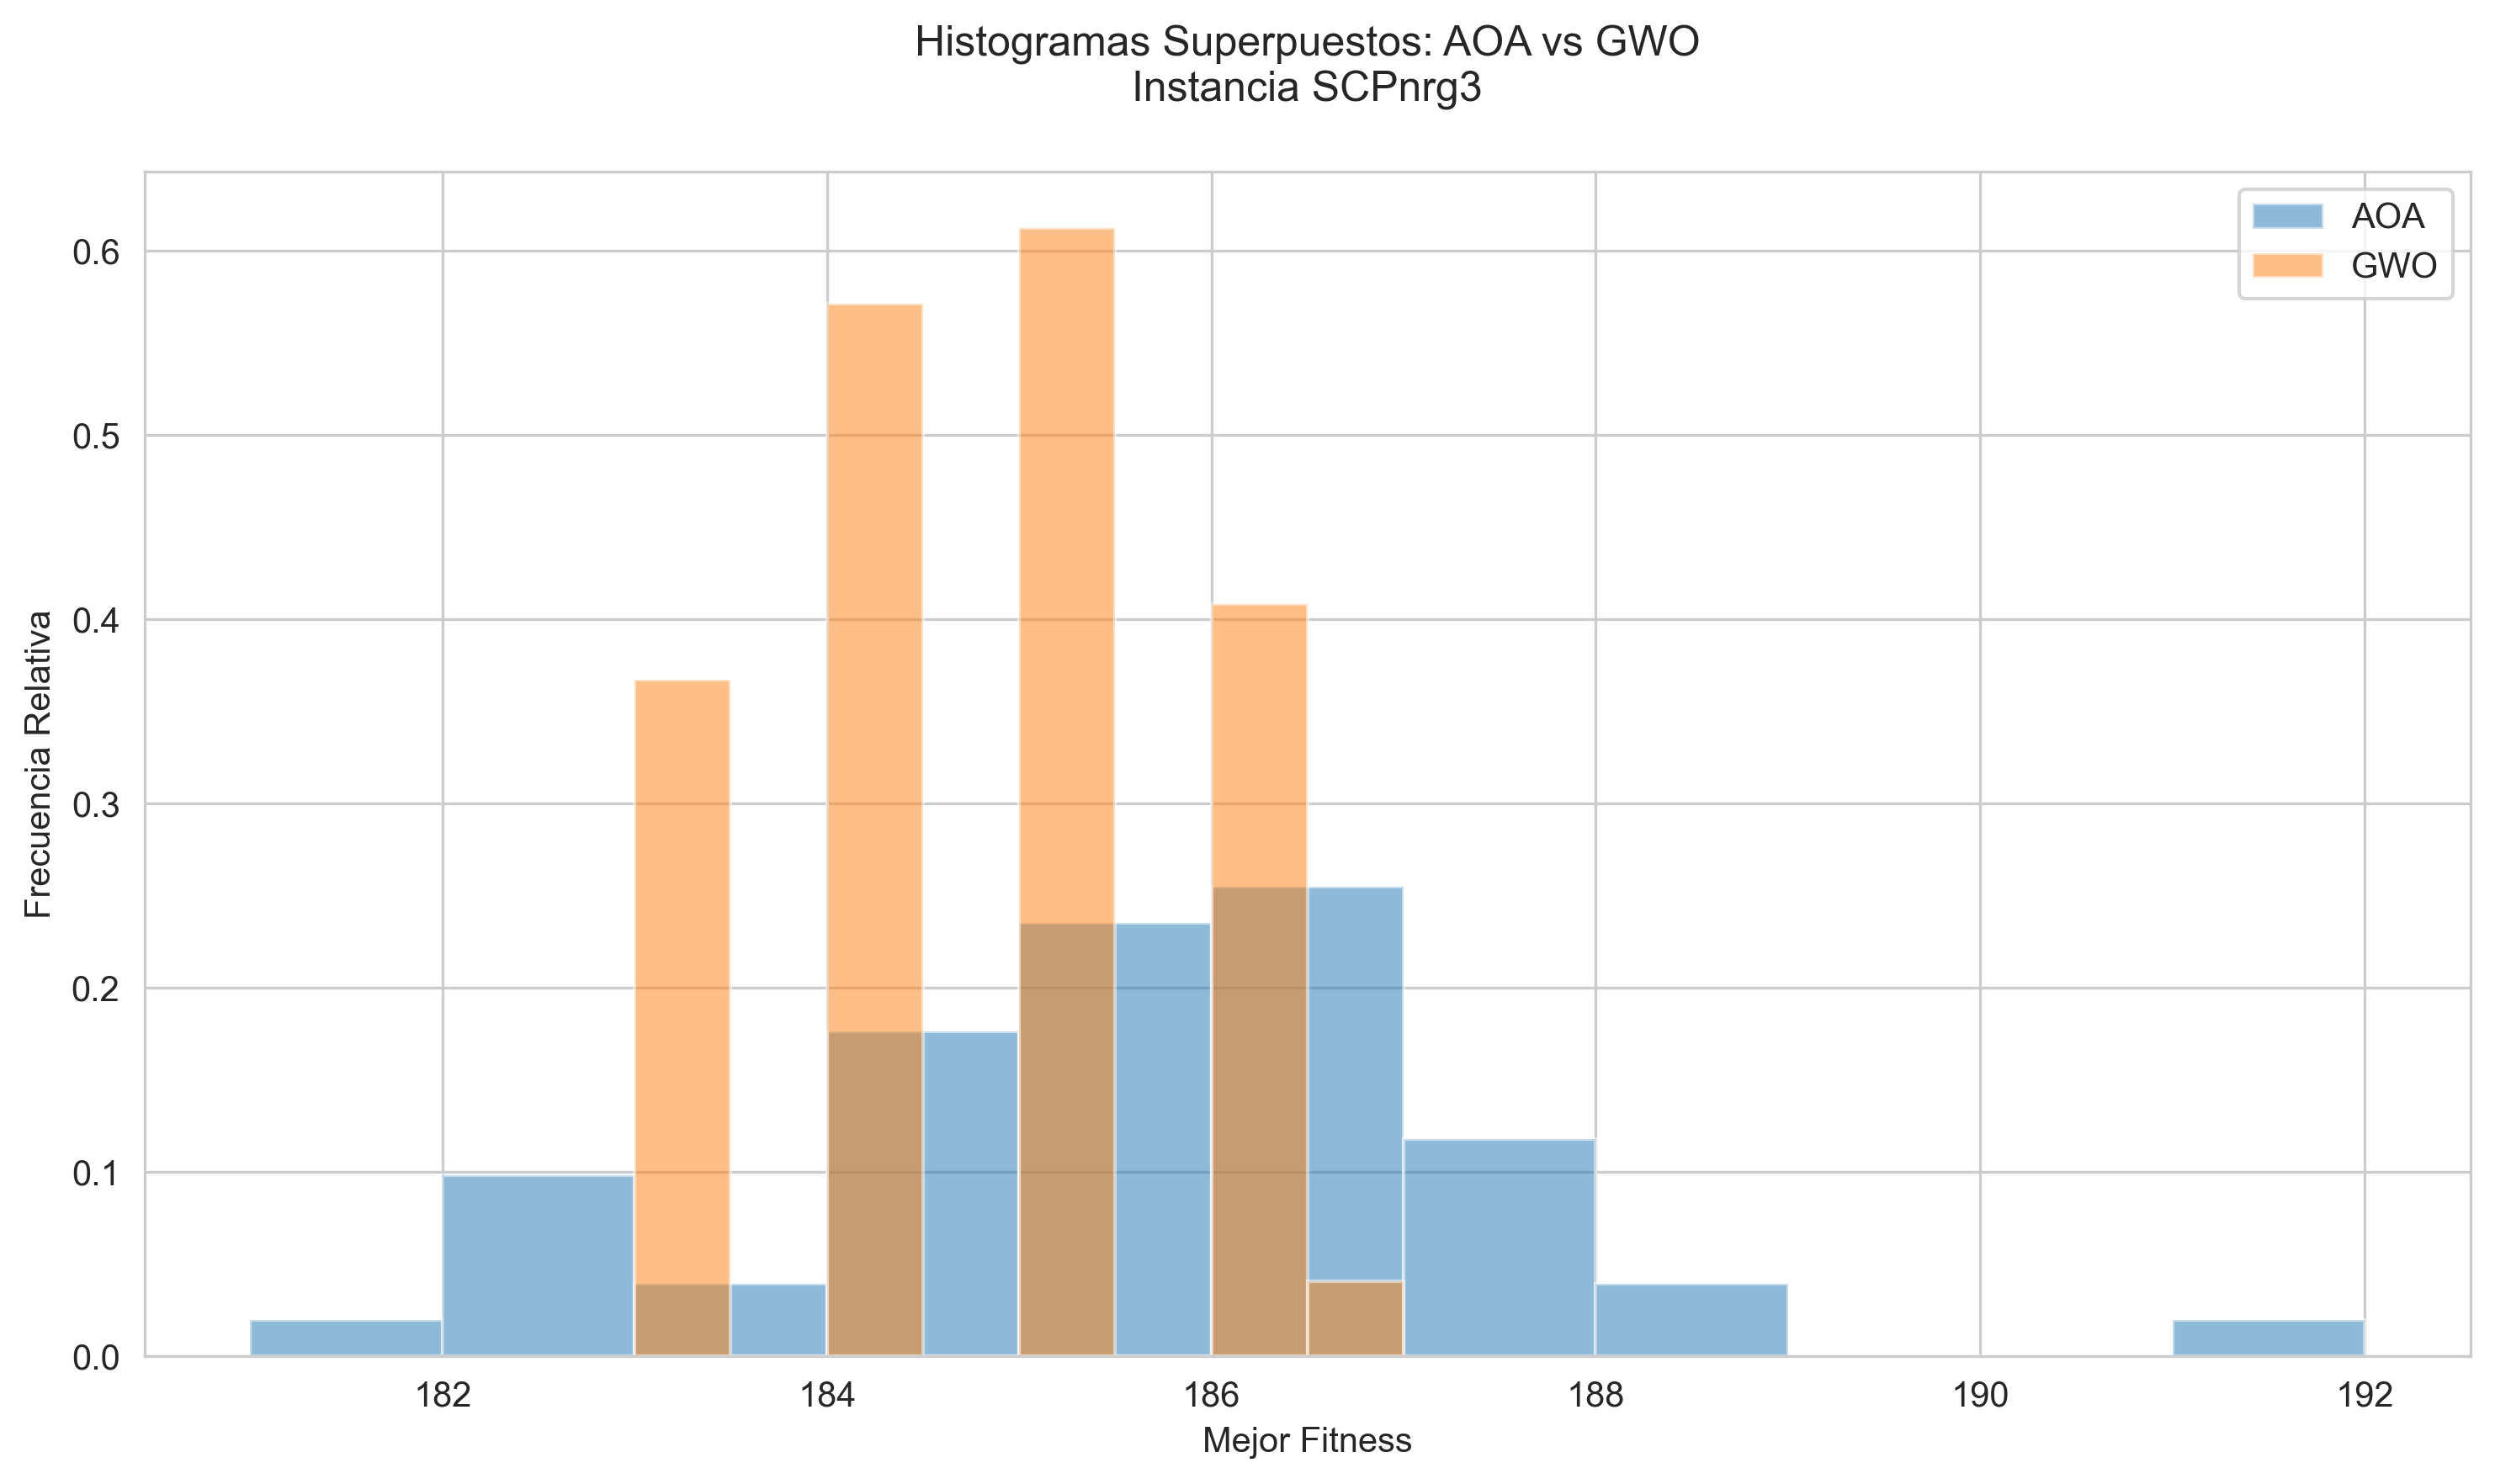 Histogramas Superpuestos: AOA vs GWO
Instancia SCPnrg3
AOA
GWO
0.6
0.5
0.4
0.3
0.2
0.1
0.0
Frecuencia Relativa
182 184 186 188 190 192
Mejor Fitness